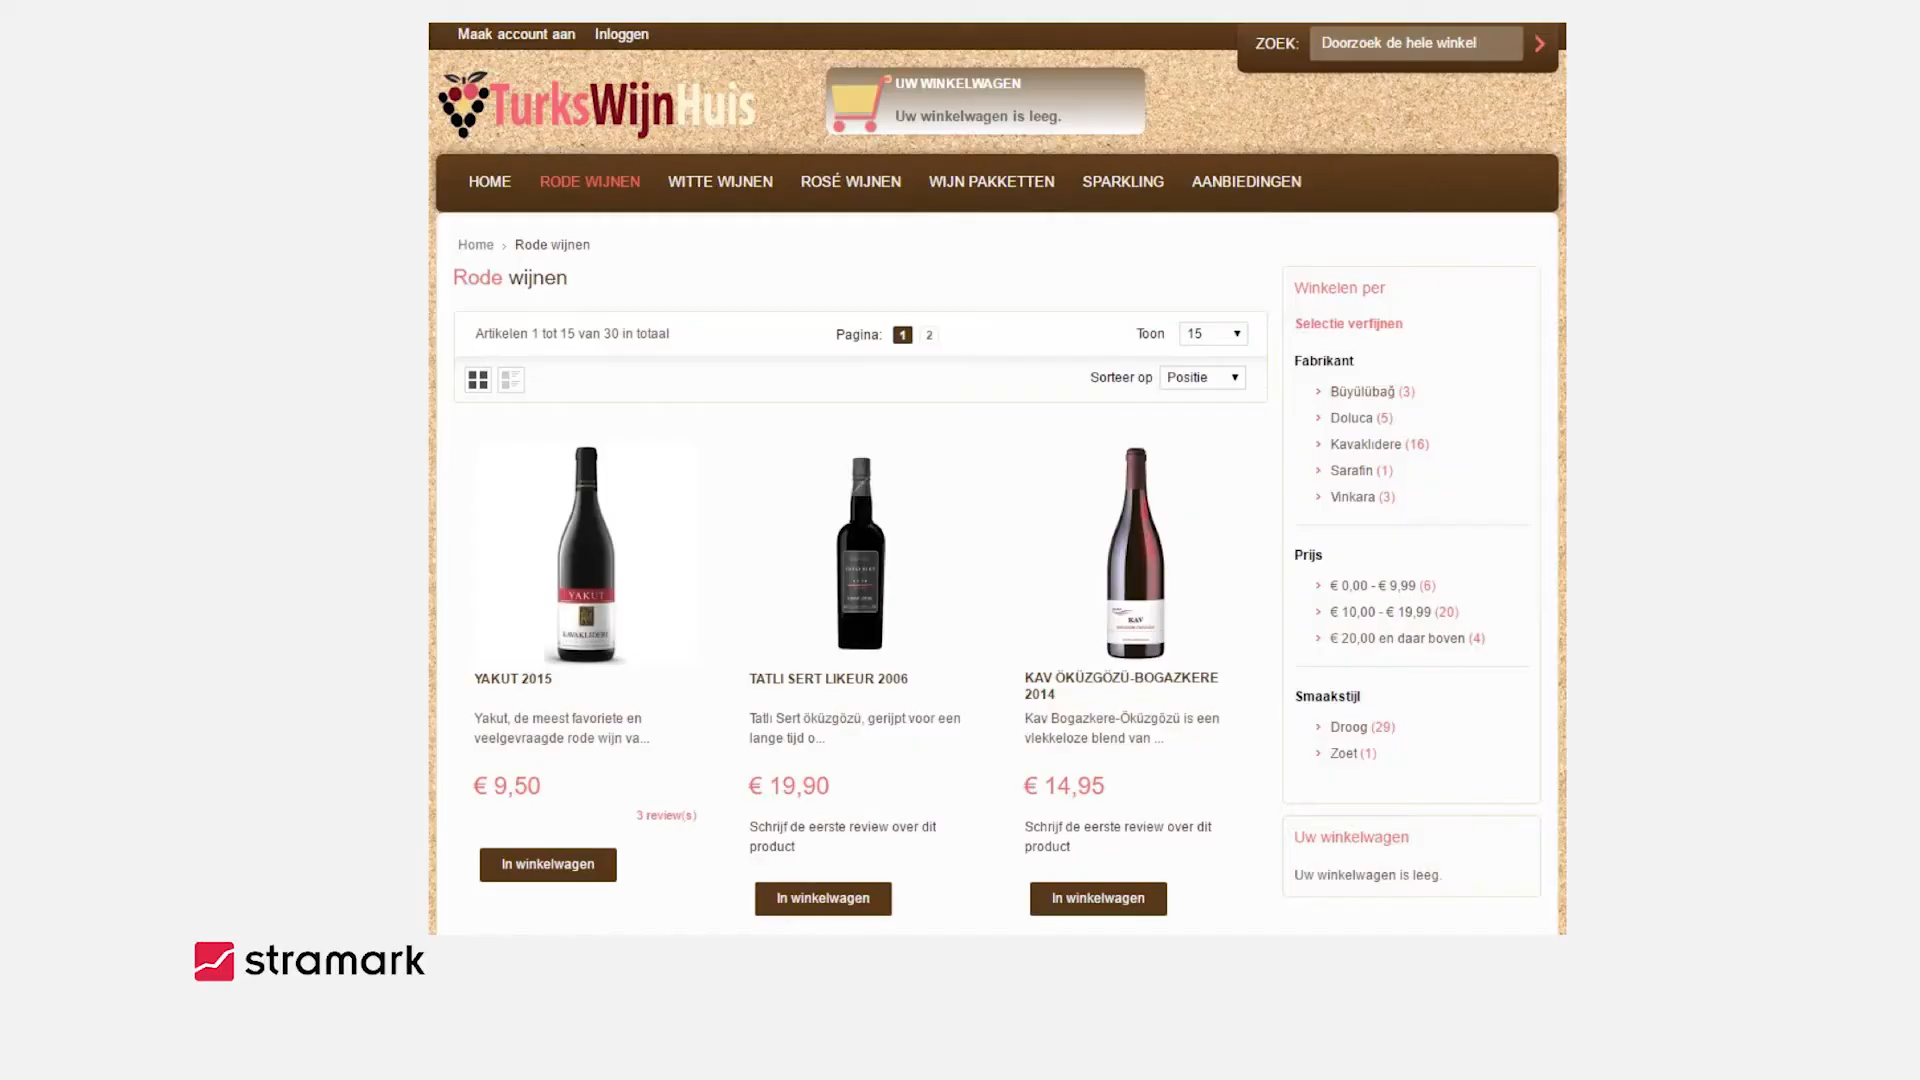 Maak account aan Inloggen
ZOEK: Doorzoek de hele winkel
TurksWijnHuis
UW WINKELWAGEN
Uw winkelwagen is leeg.
HOME RODE WIJNEN WITTE WIJNEN ROSÉ WIJNEN WIJN PAKKETTEN SPARKLING AANBIEDINGEN
Home › Rode wijnen
Rode wijnen
Artikelen 1 tot 15 van 30 in totaal
Pagina: 1 2
Toon 15
Sorteer op Positie
YAKUT
KAVAKLIDERE
KAV
YAKUT 2015
Yakut, de meest favoriete en
veelgevraagde rode wijn va...
€ 9,50
3 review(s)
In winkelwagen
TATLI SERT LIKEUR 2006
Tatlı Sert öküzgözü, gerijpt voor een
lange tijd o...
€ 19,90
Schrijf de eerste review over dit
product
In winkelwagen
KAV ÖKÜZGÖZÜ-BOGAZKERE
2014
Kav Bogazkere-Öküzgözü is een
vlekkeloze blend van ...
€ 14,95
Schrijf de eerste review over dit
product
In winkelwagen
Winkelen per
Selectie verfijnen
Fabrikant
Büyülübağ (3)
Doluca (5)
Kavaklıdere (16)
Sarafin (1)
Vinkara (3)
Prijs
€ 0,00 - € 9,99 (6)
€ 10,00 - € 19,99 (20)
€ 20,00 en daar boven (4)
Smaakstijl
Droog (29)
Zoet (1)
Uw winkelwagen
Uw winkelwagen is leeg.
stramark